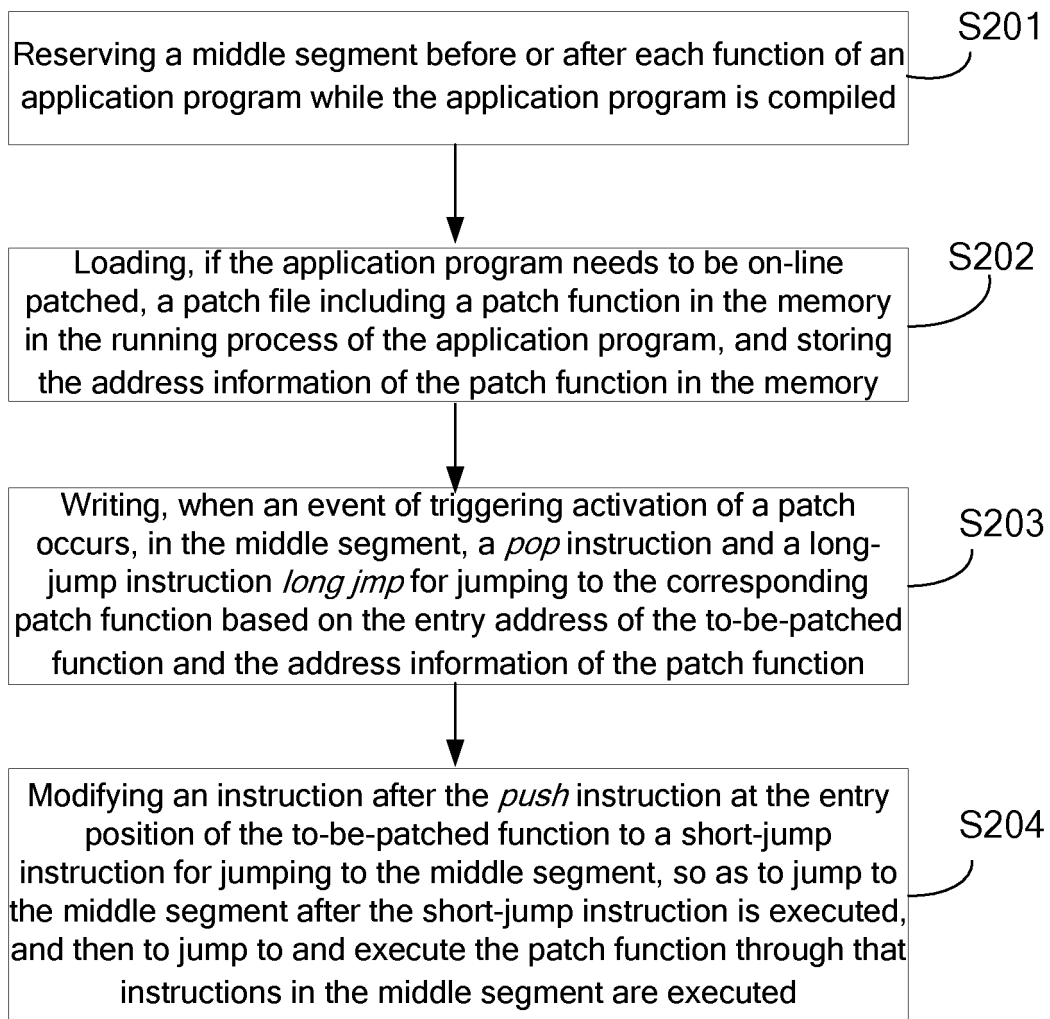 Reserving a middle segment before or after each function of an
application program while the application program is compiled
S201
Loading, if the application program needs to be on-line
patched, a patch file including a patch function in the memory
in the running process of the application program, and storing
the address information of the patch function in the memory
S202
Writing, when an event of triggering activation of a patch
occurs, in the middle segment, a pop instruction and a long-
jump instruction long jmp for jumping to the corresponding
patch function based on the entry address of the to-be-patched
function and the address information of the patch function
S203
Modifying an instruction after the push instruction at the entry
position of the to-be-patched function to a short-jump
instruction for jumping to the middle segment, so as to jump to
the middle segment after the short-jump instruction is executed,
and then to jump to and execute the patch function through that
instructions in the middle segment are executed
S204